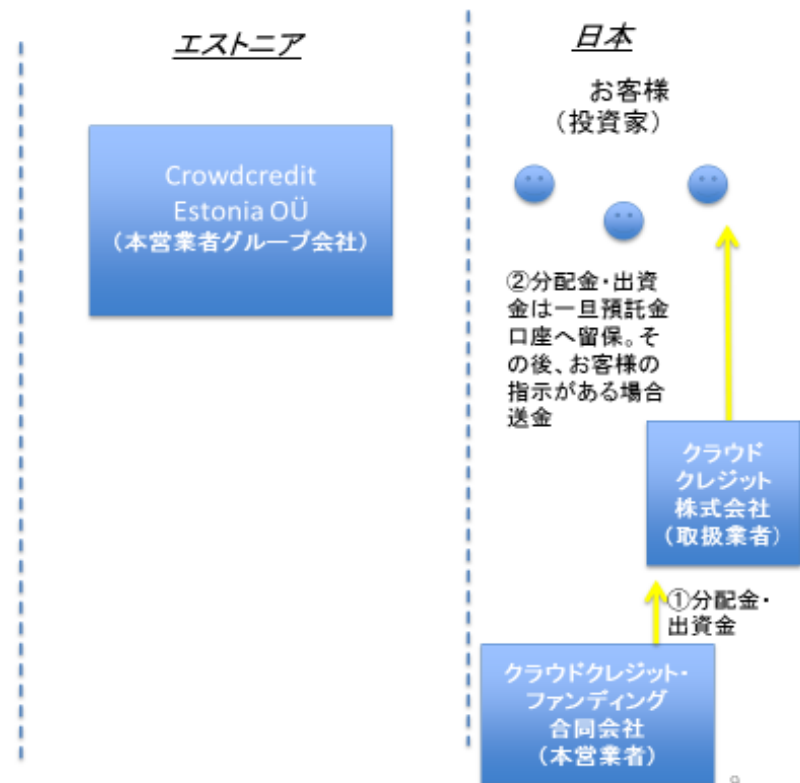 エストニア
日本
お客様
（投資家）
Crowdcredit
Estonia OÜ
（本営業者グループ会社）
②分配金・出資
金は一旦預託金
口座へ留保。そ
の後、お客様の
指示がある場合
送金
クラウド
クレジット
株式会社
（取扱業者）
①分配金・
出資金
クラウドクレジット・
ファンディング
合同会社
（本営業者）